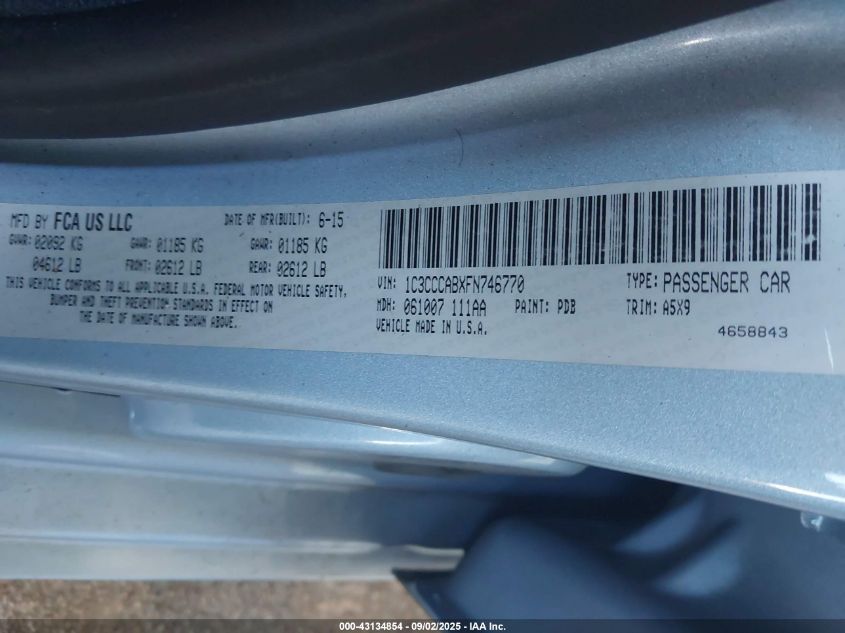 MFD BY FCA US LLC DATE OF MFR(BUILT): 6-15
GVWR: 02092 KG GAWR: 01185 KG GAWR: 01185 KG
04612 LB FRONT: 02612 LB REAR: 02612 LB
THIS VEHICLE CONFORMS TO ALL APPLICABLE U.S.A. FEDERAL MOTOR VEHICLE SAFETY,
BUMPER AND THEFT PREVENTION STANDARDS IN EFFECT ON
THE DATE OF MANUFACTURE SHOWN ABOVE.
VIN: 1C3CCCABXFN746770 TYPE: PASSENGER CAR
MDH: 061007 111AA PAINT: PDB TRIM: A5X9
VEHICLE MADE IN U.S.A.
4658843
000-43134854 - 09/02/2025 - IAA Inc.